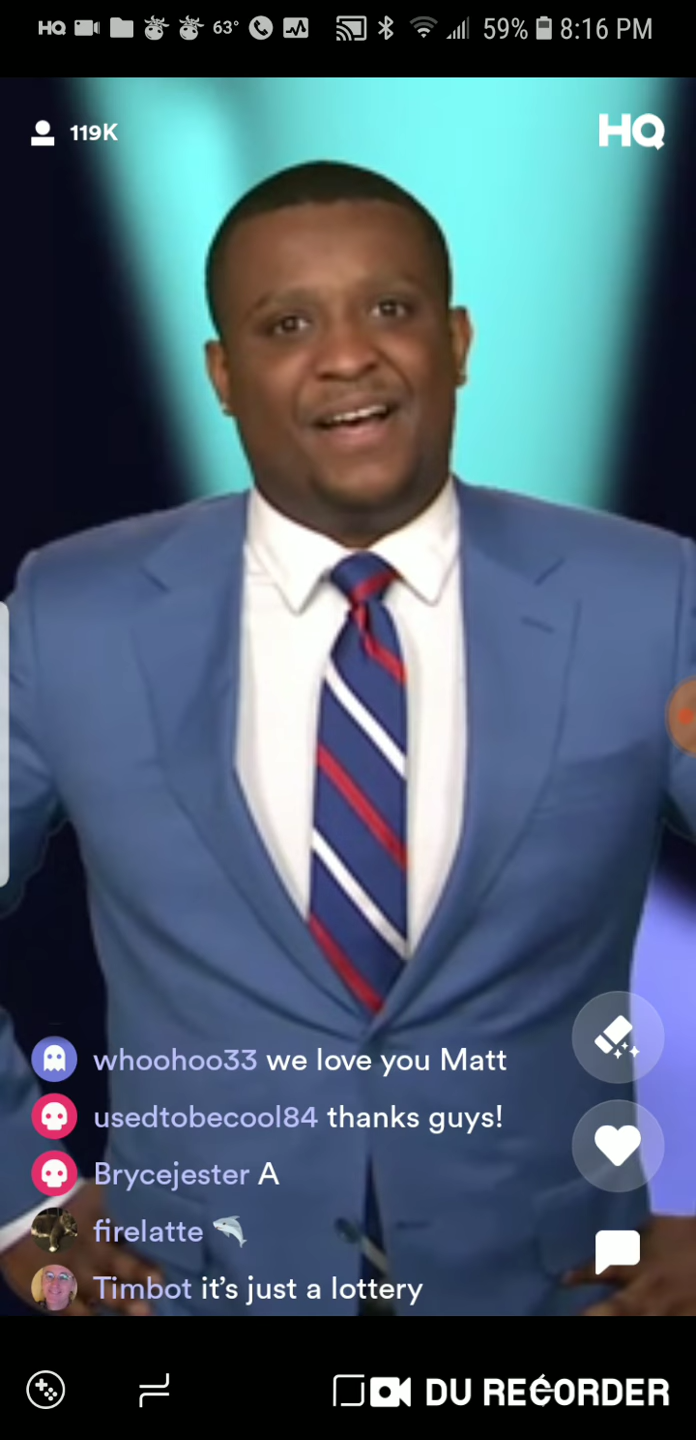 HQ 63° 59% 8:16 PM
119K HQ
whoohoo33 we love you Matt
usedtobecool84 thanks guys!
Brycejester A
firelatte
Timbot it's just a lottery
DU RECORDER